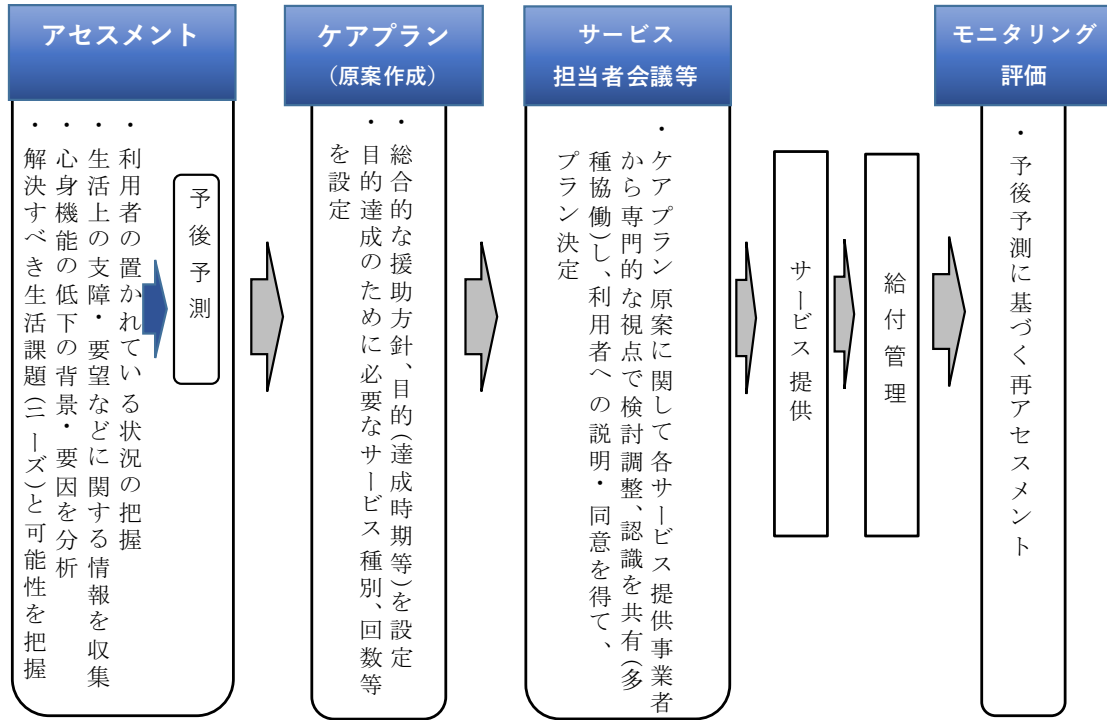 アセスメント
・利用者の置かれている状況の把握
・生活上の支障・要望などに関する情報を収集
・心身機能の低下の背景・要因を分析
・解決すべき生活課題(ニーズ)と可能性を把握
予後予測
ケアプラン
(原案作成)
・総合的な援助方針、目的(達成時期等)を設定
・目的達成のために必要なサービス種別、回数等
を設定
サービス
担当者会議等
・ケアプラン原案に関して各サービス提供事業者
から専門的な視点で検討調整、認識を共有(多
種協働)し、利用者への説明・同意を得て、
プラン決定
サービス提供
給付管理
モニタリング
評価
・予後予測に基づく再アセスメント